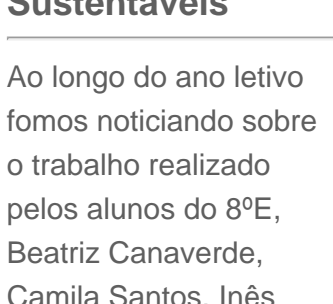 Sustentáveis
Ao longo do ano letivo
fomos noticiando sobre
o trabalho realizado
pelos alunos do 8ºE,
Beatriz Canaverde,
Camila Santos, Inês